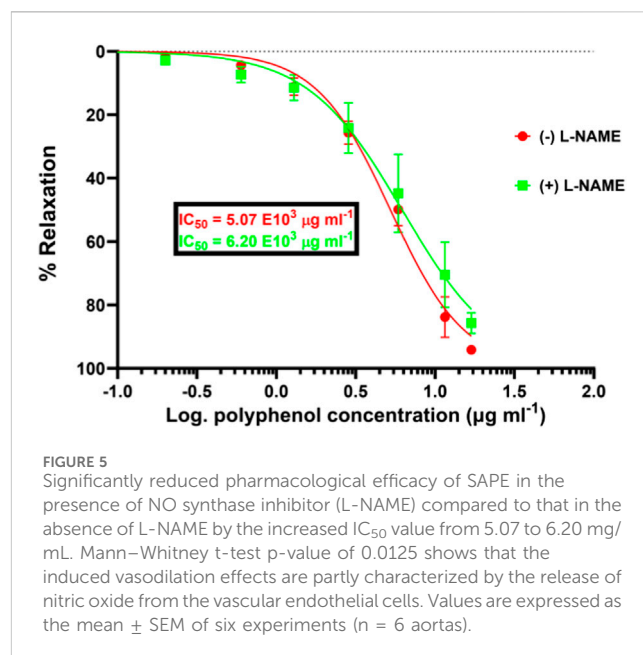 0
20
40
60
80
100
% Relaxation
(-) L-NAME
(+) L-NAME
IC50 = 5.07 E10³ µg ml⁻¹
IC50 = 6.20 E10³ µg ml⁻¹
-1.0 -0.5 0.0 0.5 1.0 1.5 2.0
Log. polyphenol concentration (µg ml⁻¹)
FIGURE 5
Significantly reduced pharmacological efficacy of SAPE in the
presence of NO synthase inhibitor (L-NAME) compared to that in the
absence of L-NAME by the increased IC50 value from 5.07 to 6.20 mg/
mL. Mann–Whitney t-test p-value of 0.0125 shows that the
induced vasodilation effects are partly characterized by the release of
nitric oxide from the vascular endothelial cells. Values are expressed as
the mean ± SEM of six experiments (n = 6 aortas).